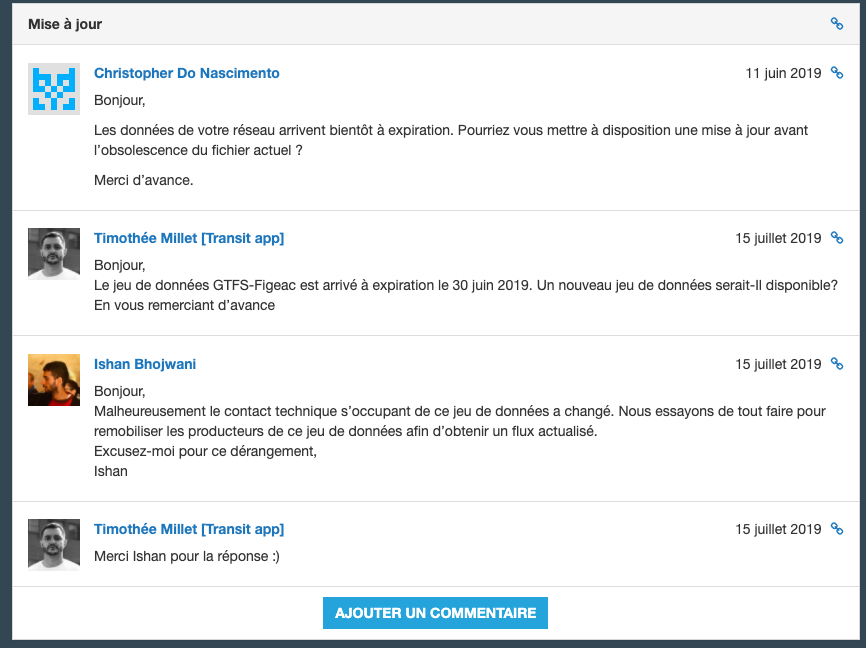 Mise à jour
Christopher Do Nascimento
11 juin 2019
Bonjour,
Les données de votre réseau arrivent bientôt à expiration. Pourriez vous mettre à disposition une mise à jour avant
l’obsolescence du fichier actuel ?
Merci d’avance.
Timothée Millet [Transit app]
15 juillet 2019
Bonjour,
Le jeu de données GTFS-Figeac est arrivé à expiration le 30 juin 2019. Un nouveau jeu de données serait-Il disponible?
En vous remerciant d’avance
Ishan Bhojwani
15 juillet 2019
Bonjour,
Malheureusement le contact technique s’occupant de ce jeu de données a changé. Nous essayons de tout faire pour
remobiliser les producteurs de ce jeu de données afin d’obtenir un flux actualisé.
Excusez-moi pour ce dérangement,
Ishan
Timothée Millet [Transit app]
15 juillet 2019
Merci Ishan pour la réponse :)
AJOUTER UN COMMENTAIRE